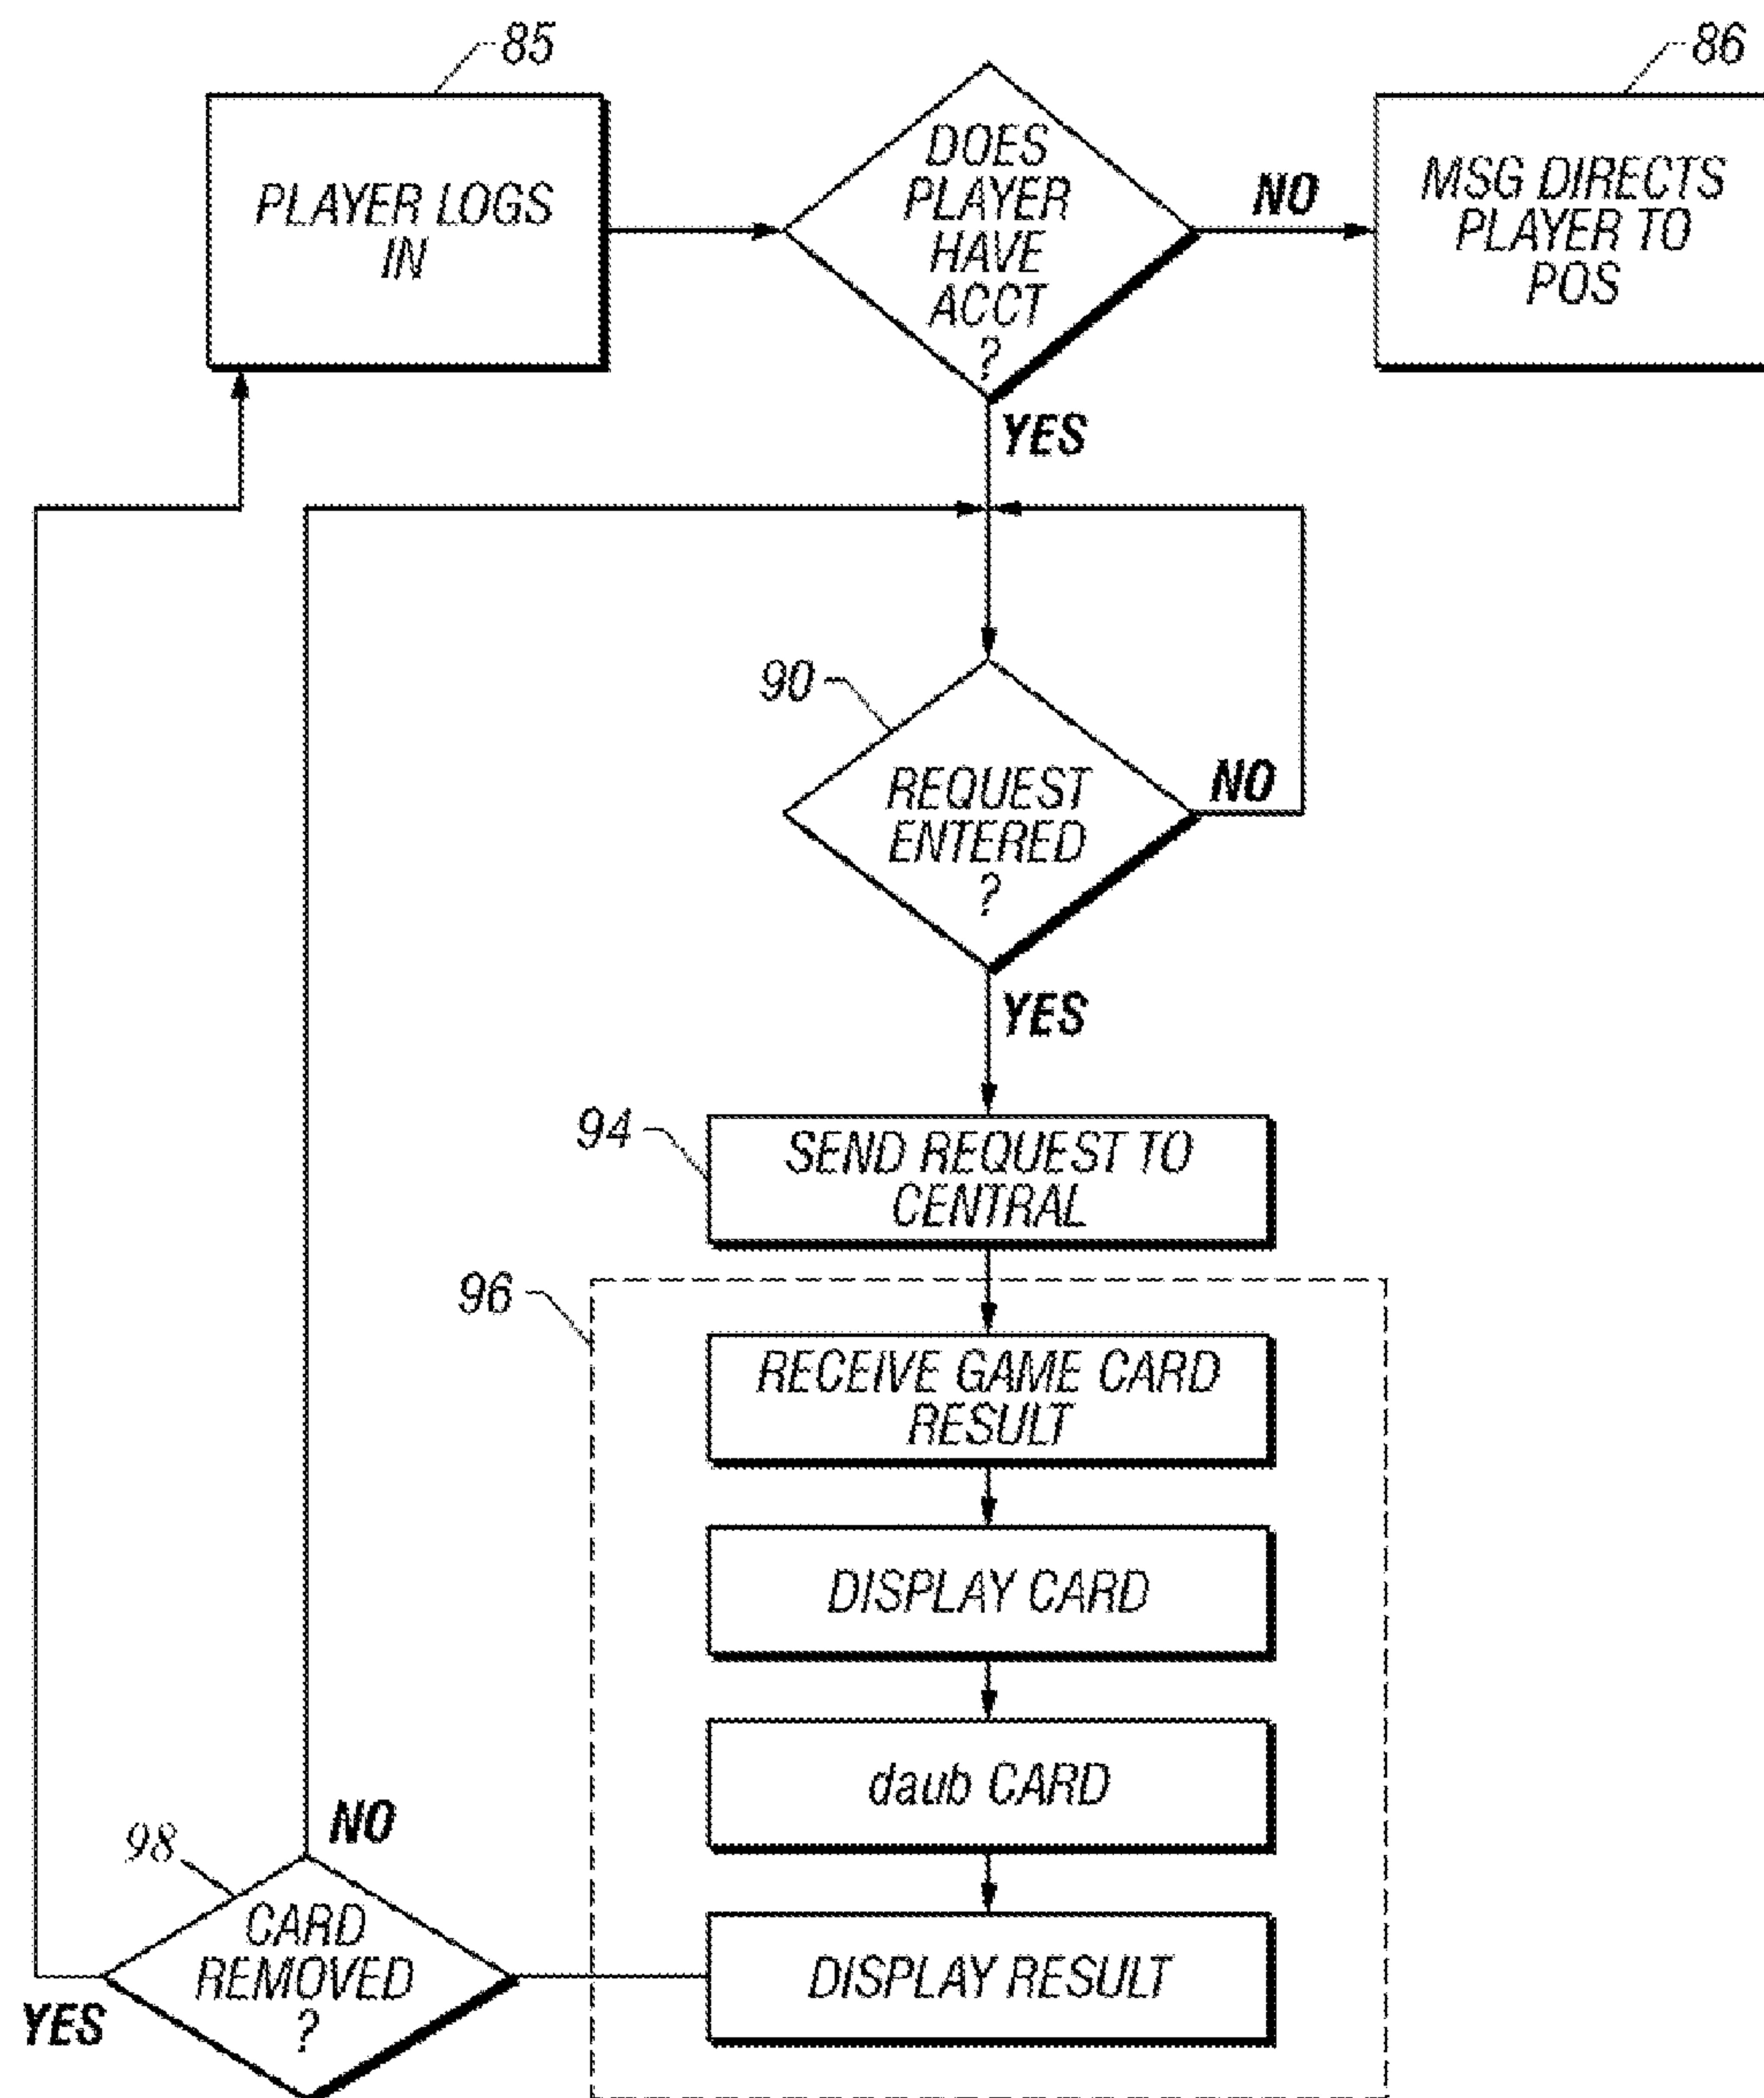 85
86
PLAYER LOGS
IN
DOES
PLAYER
HAVE
ACCT
?
NO
MSG DIRECTS
PLAYER TO
POS
YES
90
REQUEST
ENTERED
?
NO
YES
94
SEND REQUEST TO
CENTRAL
96
RECEIVE GAME CARD
RESULT
DISPLAY CARD
daub CARD
DISPLAY RESULT
98
NO
CARD
REMOVED
?
YES